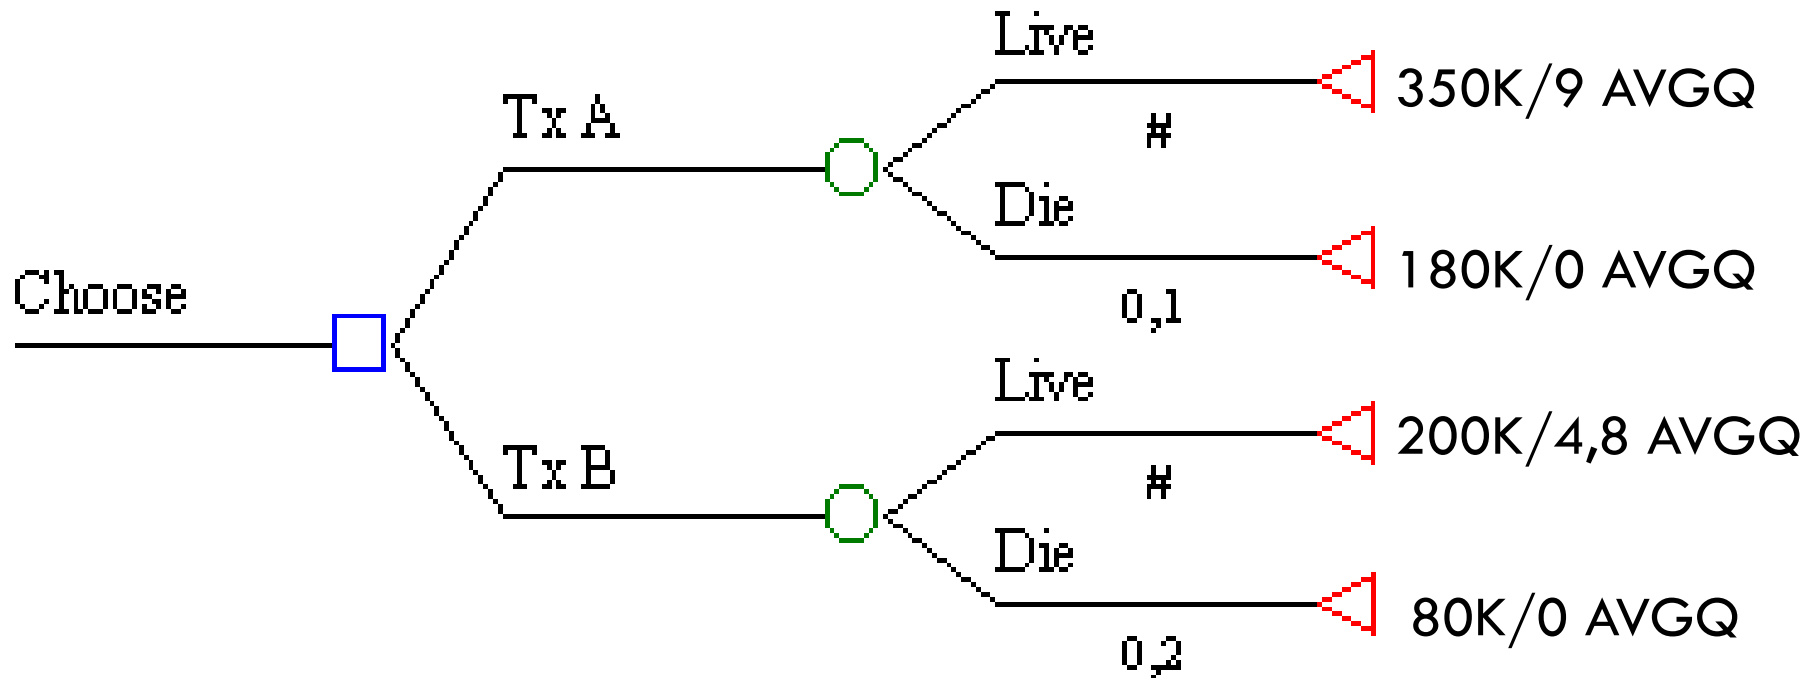 Live
350K/9 AVGQ
Tx A
#
Die
180K/0 AVGQ
Choose
0,1
Live
200K/4,8 AVGQ
Tx B
#
Die
80K/0 AVGQ
0,2